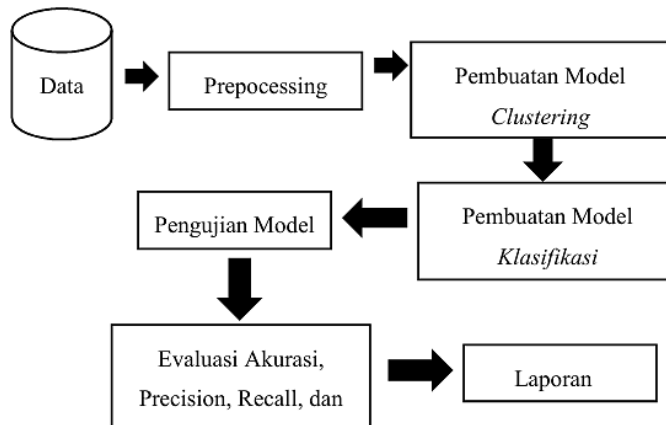 Data
Prepocessing
Pembuatan Model
Clustering
Pembuatan Model
Klasifikasi
Pengujian Model
Evaluasi Akurasi,
Precision, Recall, dan
Laporan